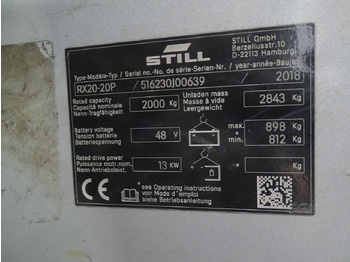 STILL
STILL GmbH
Berzeliusstr.10
D-22113 Hamburg
Type-Modèle-Typ / Serial no.-No. de série-Serien-Nr. / year-année-Baujahr
RX20-20P / 516230J00639 / 2018
Rated capacity
Capacité nominale
Nenn-Tragfähigkeit
2000 Kg
Unladen mass
Masse à vide
Leergewicht
2843 Kg
Battery voltage
Tension batterie
Batteriespannung
48 V
max. 898 Kg
min. 812 Kg
Rated drive power
Puissance motr.nom.
Nenn-Antriebsleist.
13 KW
Kg
CE
see Operating instructions
voir Mode d'emploi
siehe Betriebsanleitung